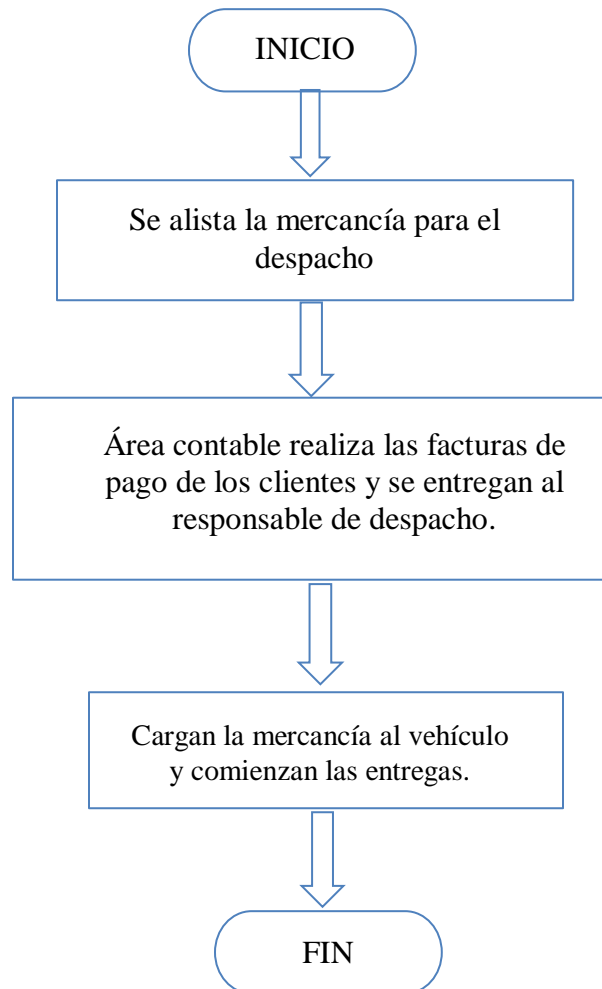 INICIO
Se alista la mercancía para el
despacho
Área contable realiza las facturas de
pago de los clientes y se entregan al
responsable de despacho.
Cargan la mercancía al vehículo
y comienzan las entregas.
FIN